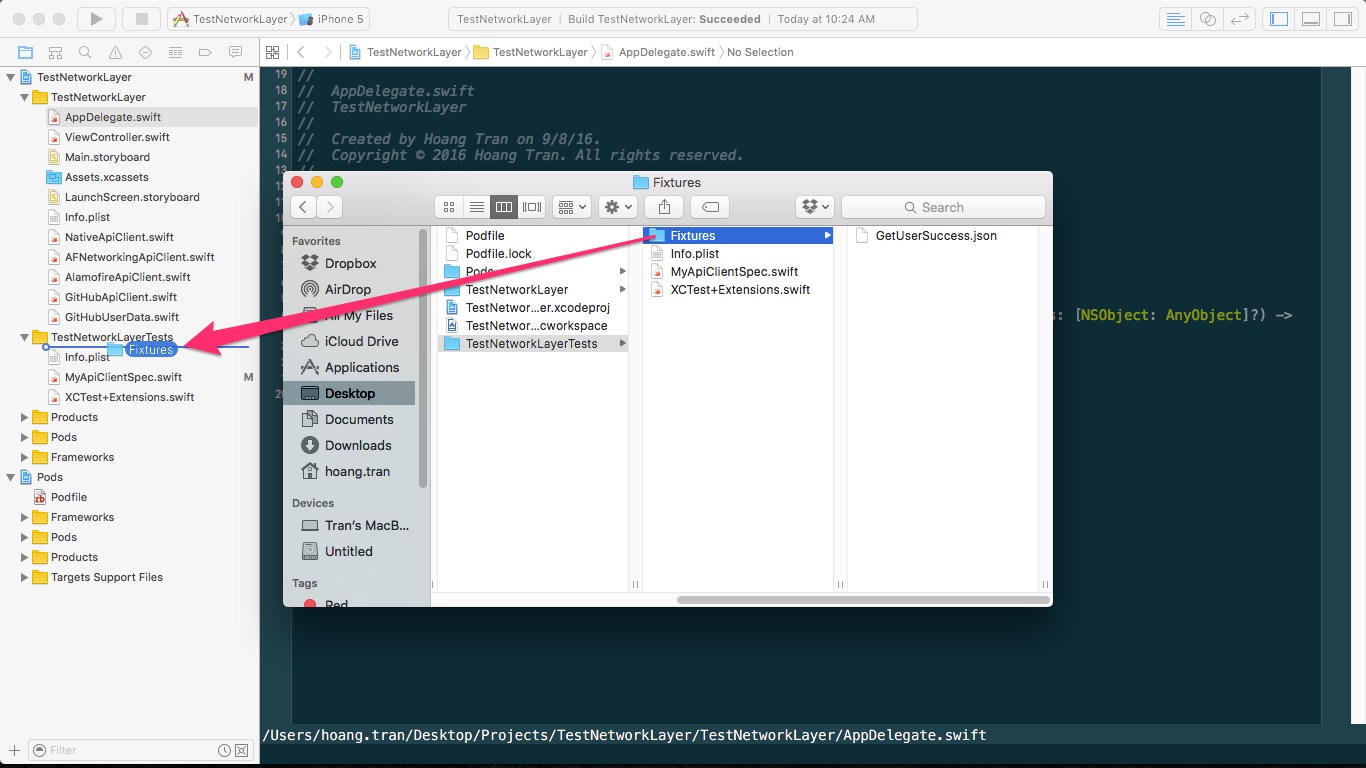 TestNetworkLayer iPhone 5
TestNetworkLayer Build TestNetworkLayer: Succeeded Today at 10:24 AM
TestNetworkLayer TestNetworkLayer AppDelegate.swift No Selection
TestNetworkLayer M
TestNetworkLayer
AppDelegate.swift
ViewController.swift
Main.storyboard
Assets.xcassets
LaunchScreen.storyboard
Info.plist
NativeApiClient.swift
AFNetworkingApiClient.swift
AlamofireApiClient.swift
GitHubApiClient.swift
GitHubUserData.swift
TestNetworkLayerTests
Fixtures
Info.plist
MyApiClientSpec.swift M
XCTest+Extensions.swift
Products
Pods
Frameworks
Pods
Podfile
Frameworks
Pods
Products
Targets Support Files
Filter
19 //
18 // AppDelegate.swift
17 // TestNetworkLayer
16 //
15 // Created by Hoang Tran on 9/8/16.
14 // Copyright © 2016 Hoang Tran. All rights reserved.
13 //
s: [NSObject: AnyObject]?) ->
Fixtures
Search
Favorites
Dropbox
AirDrop
All My Files
iCloud Drive
Applications
Desktop
Documents
Downloads
hoang.tran
Devices
Tran's MacB...
Untitled
Tags
Red
Podfile
Podfile.lock
Pods
TestNetworkLayer
TestNetwor...er.xcodeproj
TestNetwor...cworkspace
TestNetworkLayerTests
Fixtures
Info.plist
MyApiClientSpec.swift
XCTest+Extensions.swift
GetUserSuccess.json
/Users/hoang.tran/Desktop/Projects/TestNetworkLayer/TestNetworkLayer/AppDelegate.swift